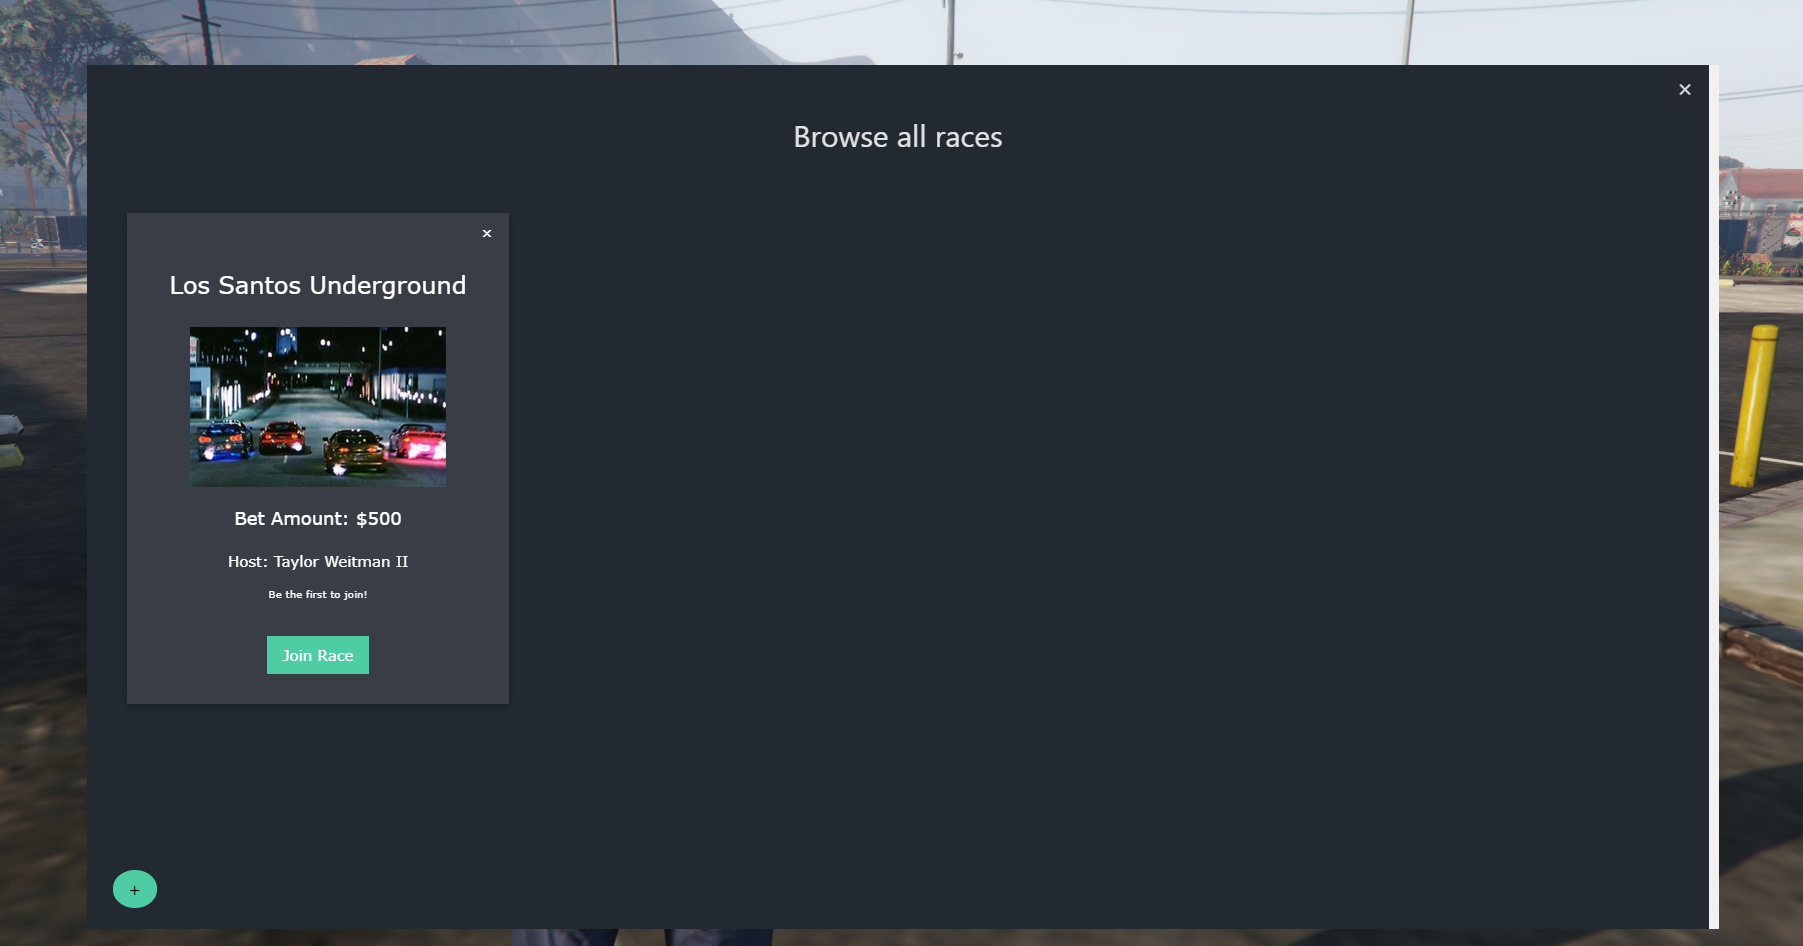 ×
Browse all races
×
Los Santos Underground
Bet Amount: $500
Host: Taylor Weitman II
Be the first to join!
Join Race
+